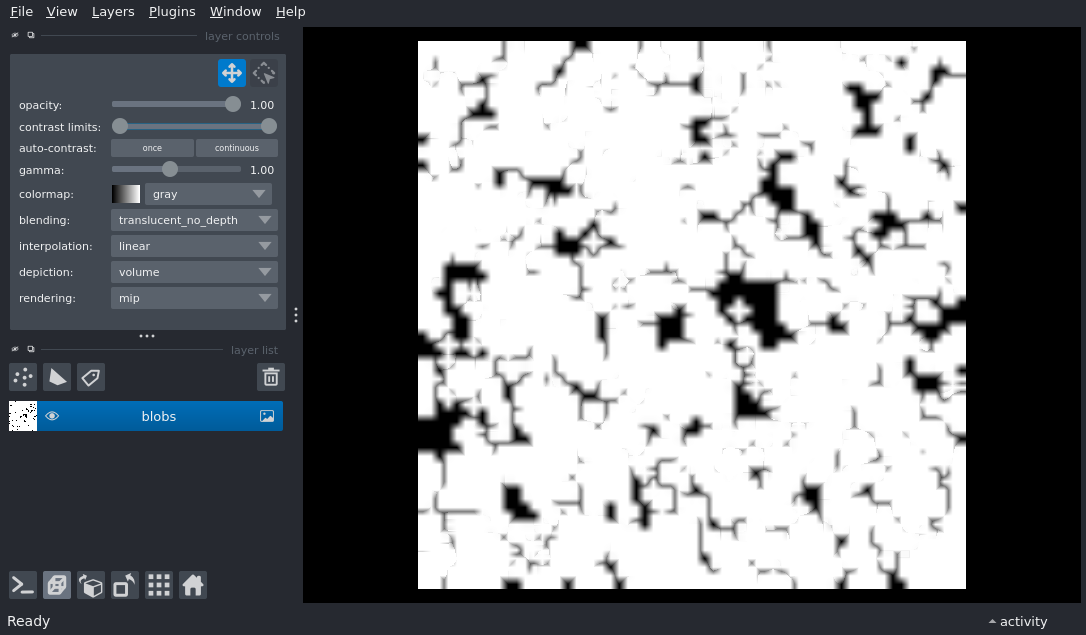 File View Layers Plugins Window Help
layer controls
opacity: 1.00
contrast limits:
auto-contrast: once continuous
gamma: 1.00
colormap: gray
blending: translucent_no_depth
interpolation: linear
depiction: volume
rendering: mip
layer list
blobs
Ready activity